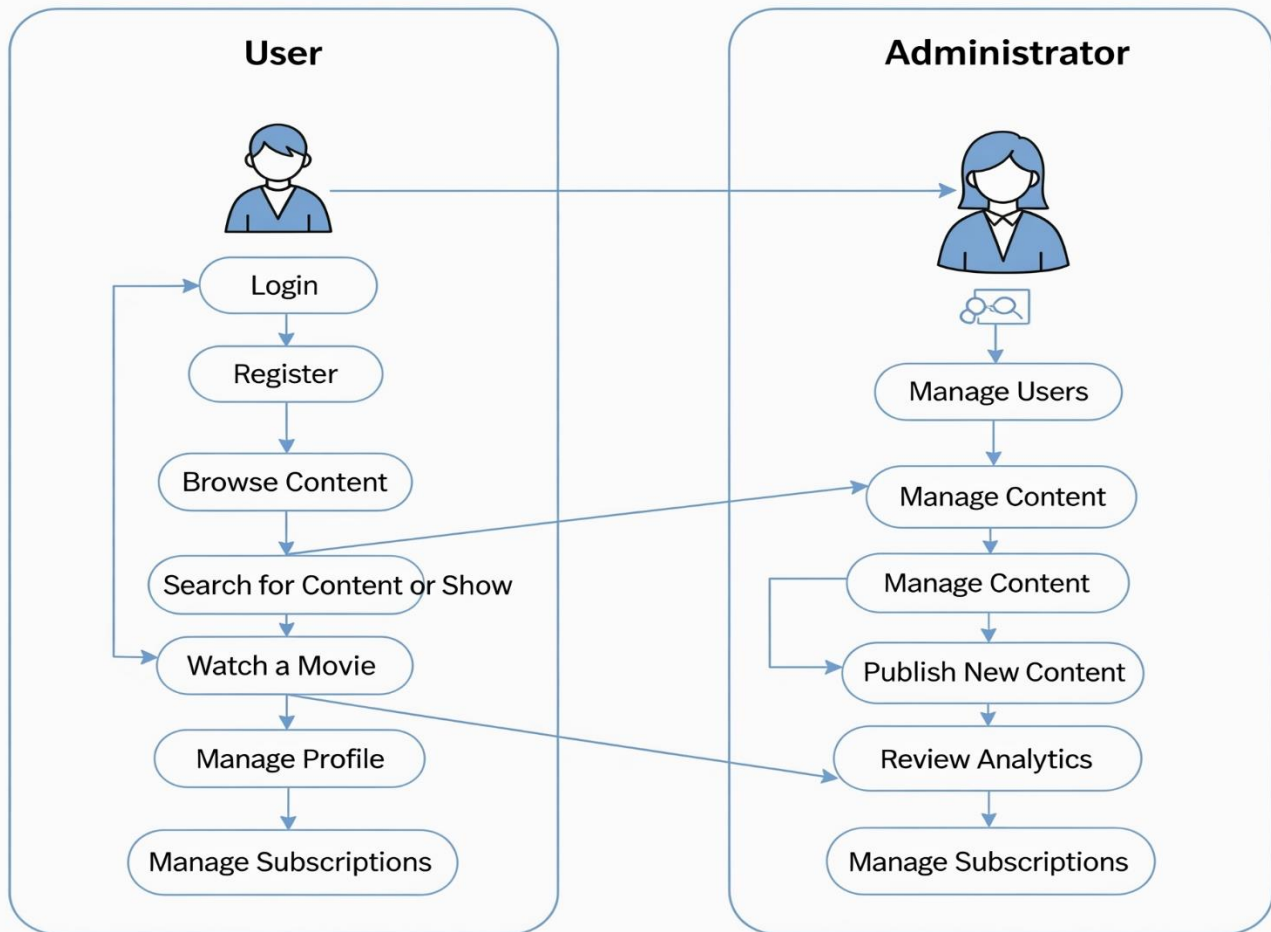 User
Login
Register
Browse Content
Search for Content or Show
Watch a Movie
Manage Profile
Manage Subscriptions
Administrator
Manage Users
Manage Content
Manage Content
Publish New Content
Review Analytics
Manage Subscriptions